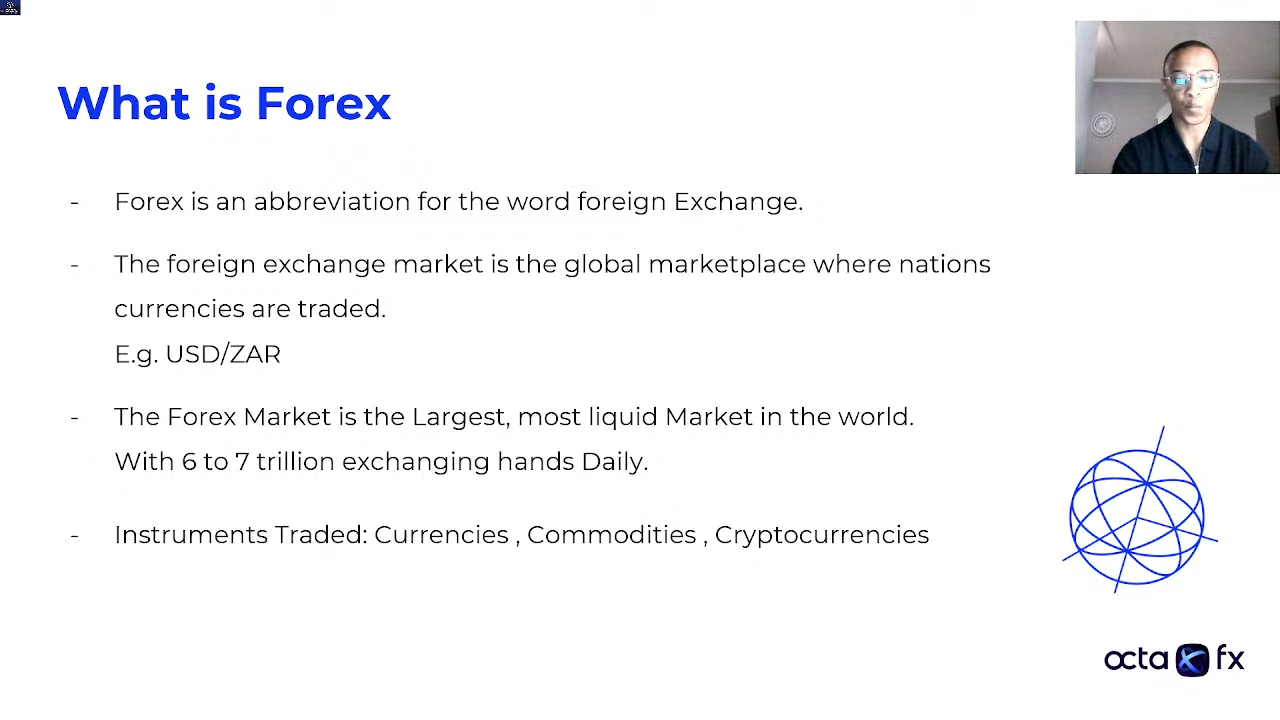 What is Forex
- Forex is an abbreviation for the word foreign Exchange.
- The foreign exchange market is the global marketplace where nations
currencies are traded.
E.g. USD/ZAR
- The Forex Market is the Largest, most liquid Market in the world.
With 6 to 7 trillion exchanging hands Daily.
- Instruments Traded: Currencies , Commodities , Cryptocurrencies
octa fx